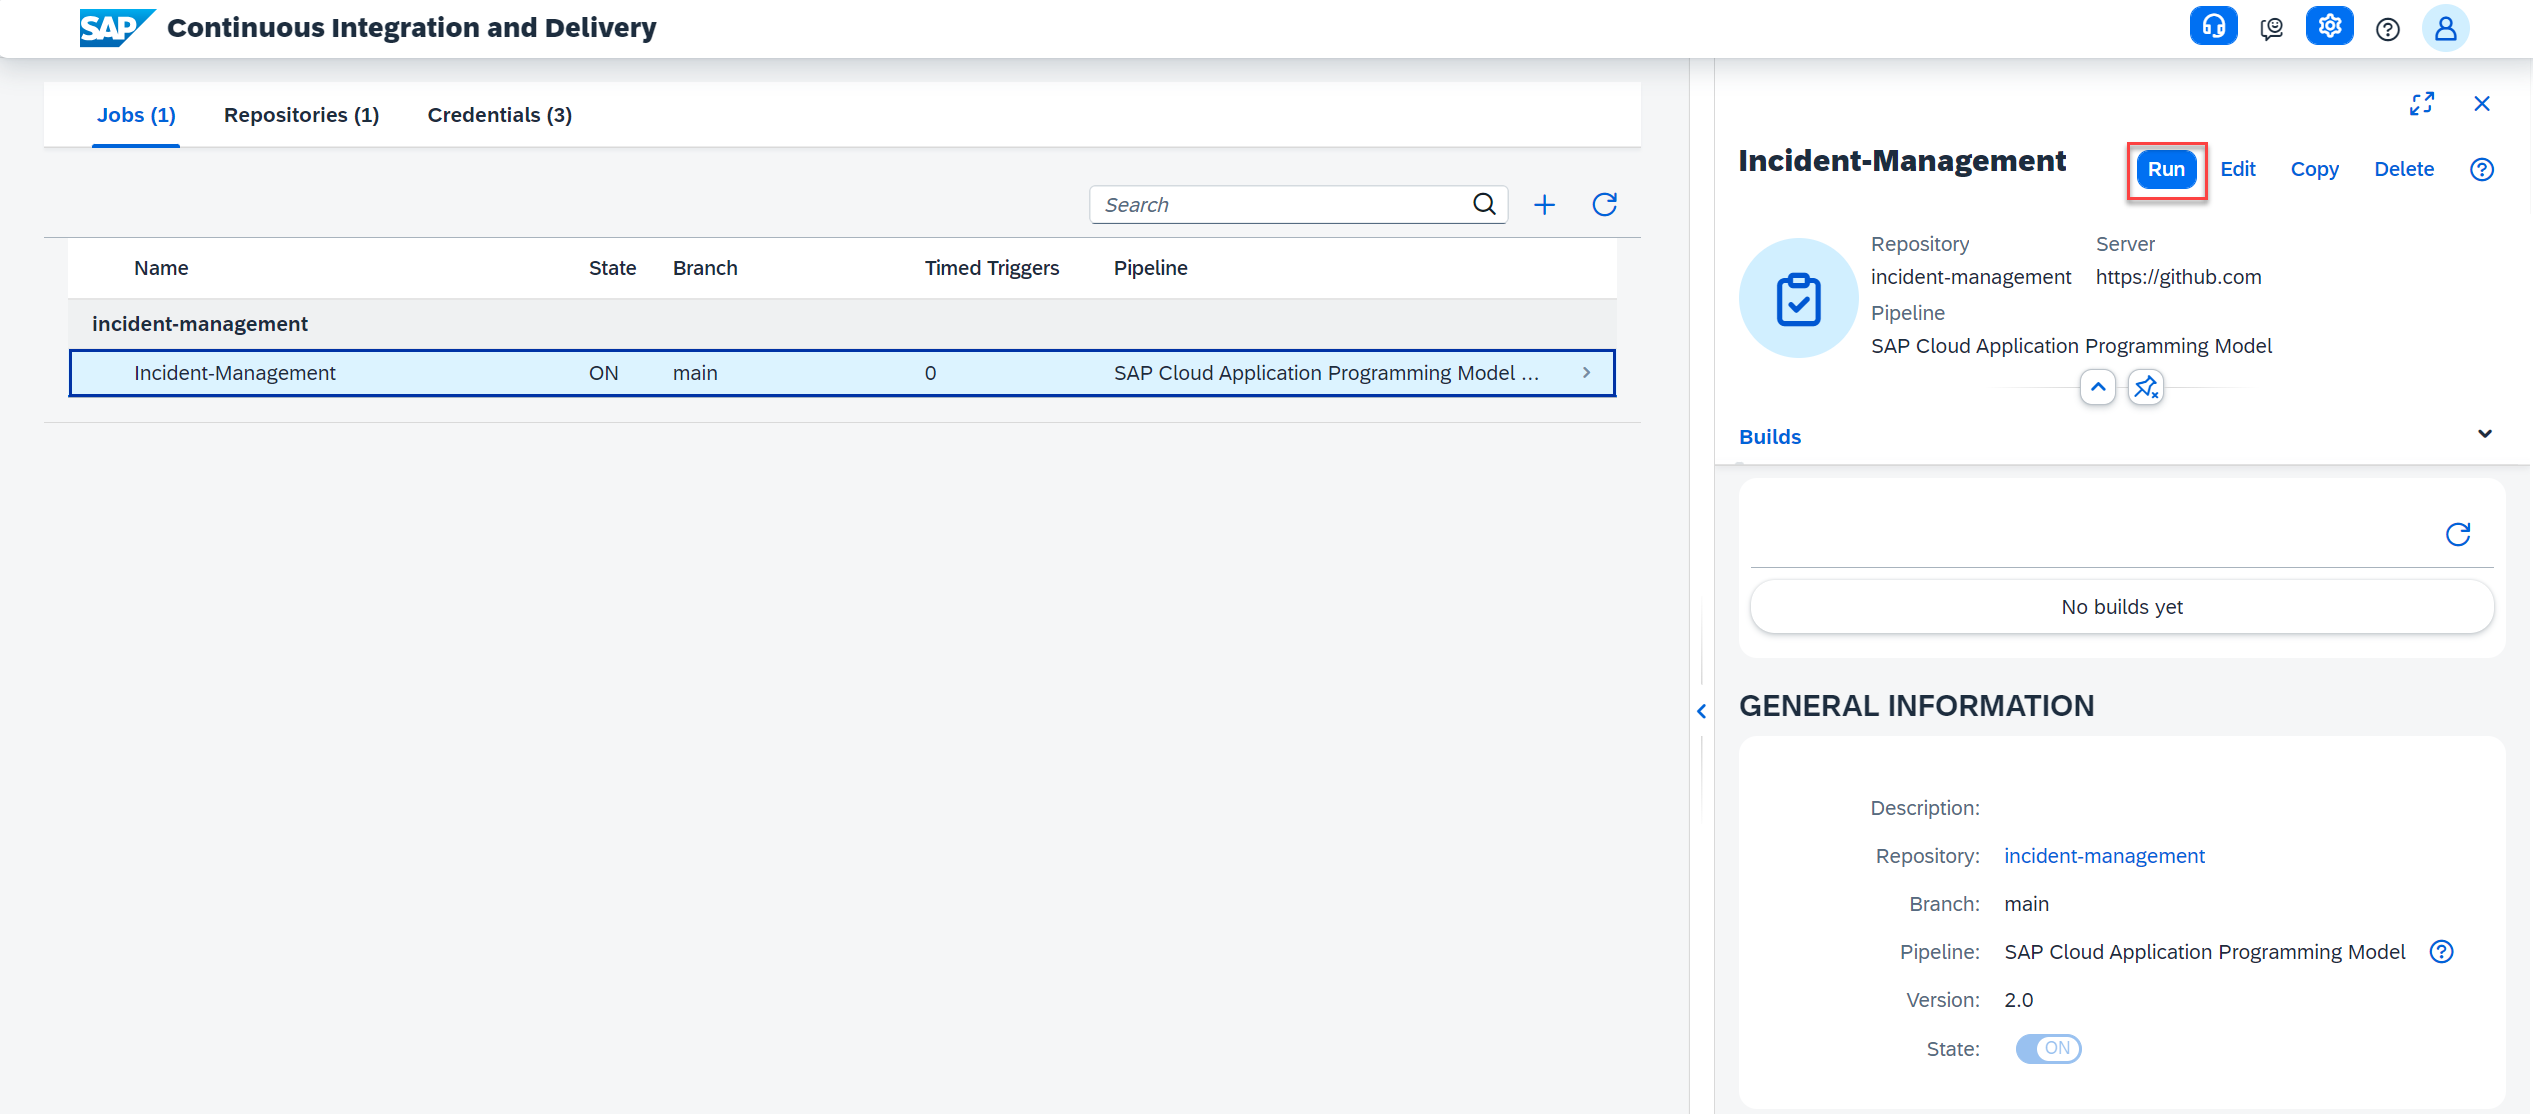 SAP Continuous Integration and Delivery
Jobs (1) Repositories (1) Credentials (3)
Search
Name State Branch Timed Triggers Pipeline
incident-management
Incident-Management ON main 0 SAP Cloud Application Programming Model ...
Incident-Management Run Edit Copy Delete
Repository Server
incident-management https://github.com
Pipeline
SAP Cloud Application Programming Model
Builds
No builds yet
GENERAL INFORMATION
Description:
Repository: incident-management
Branch: main
Pipeline: SAP Cloud Application Programming Model
Version: 2.0
State: ON